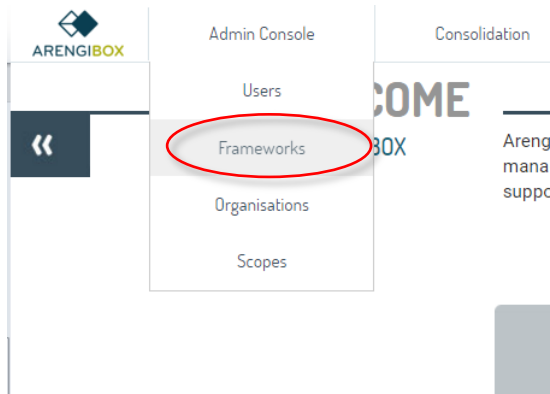 ARENGIBOX
Admin Console
Consolidation
Users
COME
Frameworks
BOX
Areng
mana
suppo
Organisations
Scopes